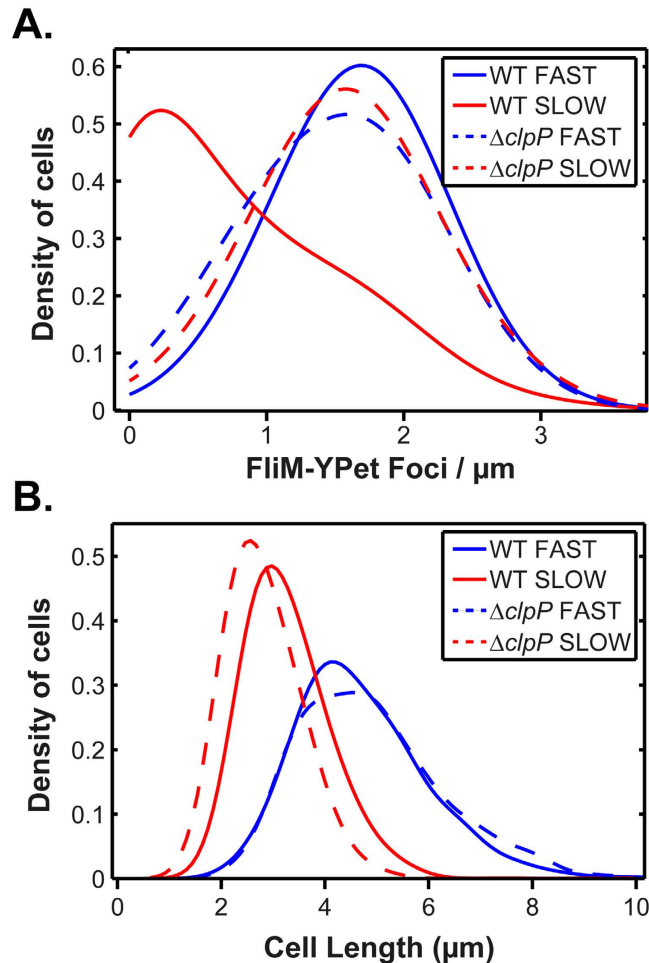 A.
0.6
0.5
0.4
0.3
0.2
0.1
0
Density of cells
WT FAST
WT SLOW
ΔclpP FAST
ΔclpP SLOW
0 1 2 3
FliM-YPet Foci / µm
B.
0.5
0.4
0.3
0.2
0.1
0
Density of cells
WT FAST
WT SLOW
ΔclpP FAST
ΔclpP SLOW
0 2 4 6 8 10
Cell Length (µm)